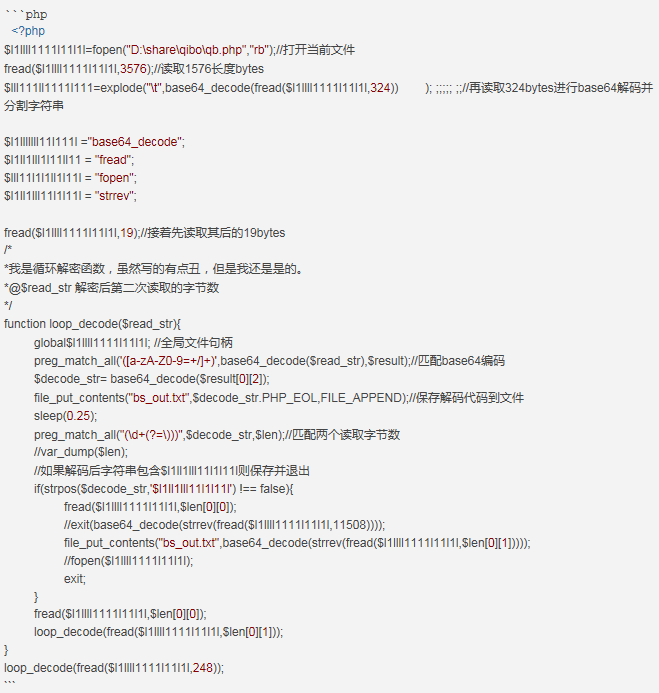 ```php
<?php
$l1llll1111l11l1l=fopen("D:\share\qibo\qb.php","rb");//打开当前文件
fread($l1llll1111l11l1l,3576);//读取1576长度bytes
$lll111ll1111l111=explode("\t",base64_decode(fread($l1llll1111l11l1l,324)) ); ;;;;; ;;//再读取324bytes进行base64解码并
分割字符串
$l1lllllll11l111l ="base64_decode";
$l1ll1lll1l11ll11 = "fread";
$lll11l1l1ll1l11l = "fopen";
$l1ll1lll11l1l11l = "strrev";
fread($l1llll1111l11l1l,19);//接着先读取其后的19bytes
/*
*我是循环解密函数，虽然写的有点丑，但是我还是是的。
*@$read_str 解密后第二次读取的字节数
*/
function loop_decode($read_str){
global$l1llll1111l11l1l; //全局文件句柄
preg_match_all('([a-zA-Z0-9=+/]+)',base64_decode($read_str),$result);//匹配base64编码
$decode_str= base64_decode($result[0][2]);
file_put_contents("bs_out.txt",$decode_str.PHP_EOL,FILE_APPEND);//保存解码代码到文件
sleep(0.25);
preg_match_all("(\d+(?=\)))",$decode_str,$len);//匹配两个读取字节数
//var_dump($len);
//如果解码后字符串包含$l1ll1lll11l1l11l则保存并退出
if(strpos($decode_str,'$l1ll1lll11l1l11l') !== false){
fread($l1llll1111l11l1l,$len[0][0]);
//exit(base64_decode(strrev(fread($l1llll1111l11l1l,11508))));
file_put_contents("bs_out.txt",base64_decode(strrev(fread($l1llll1111l11l1l,$len[0][1]))));
//fopen($l1llll1111l11l1l);
exit;
}
fread($l1llll1111l11l1l,$len[0][0]);
loop_decode(fread($l1llll1111l11l1l,$len[0][1]));
}
loop_decode(fread($l1llll1111l11l1l,248));
```